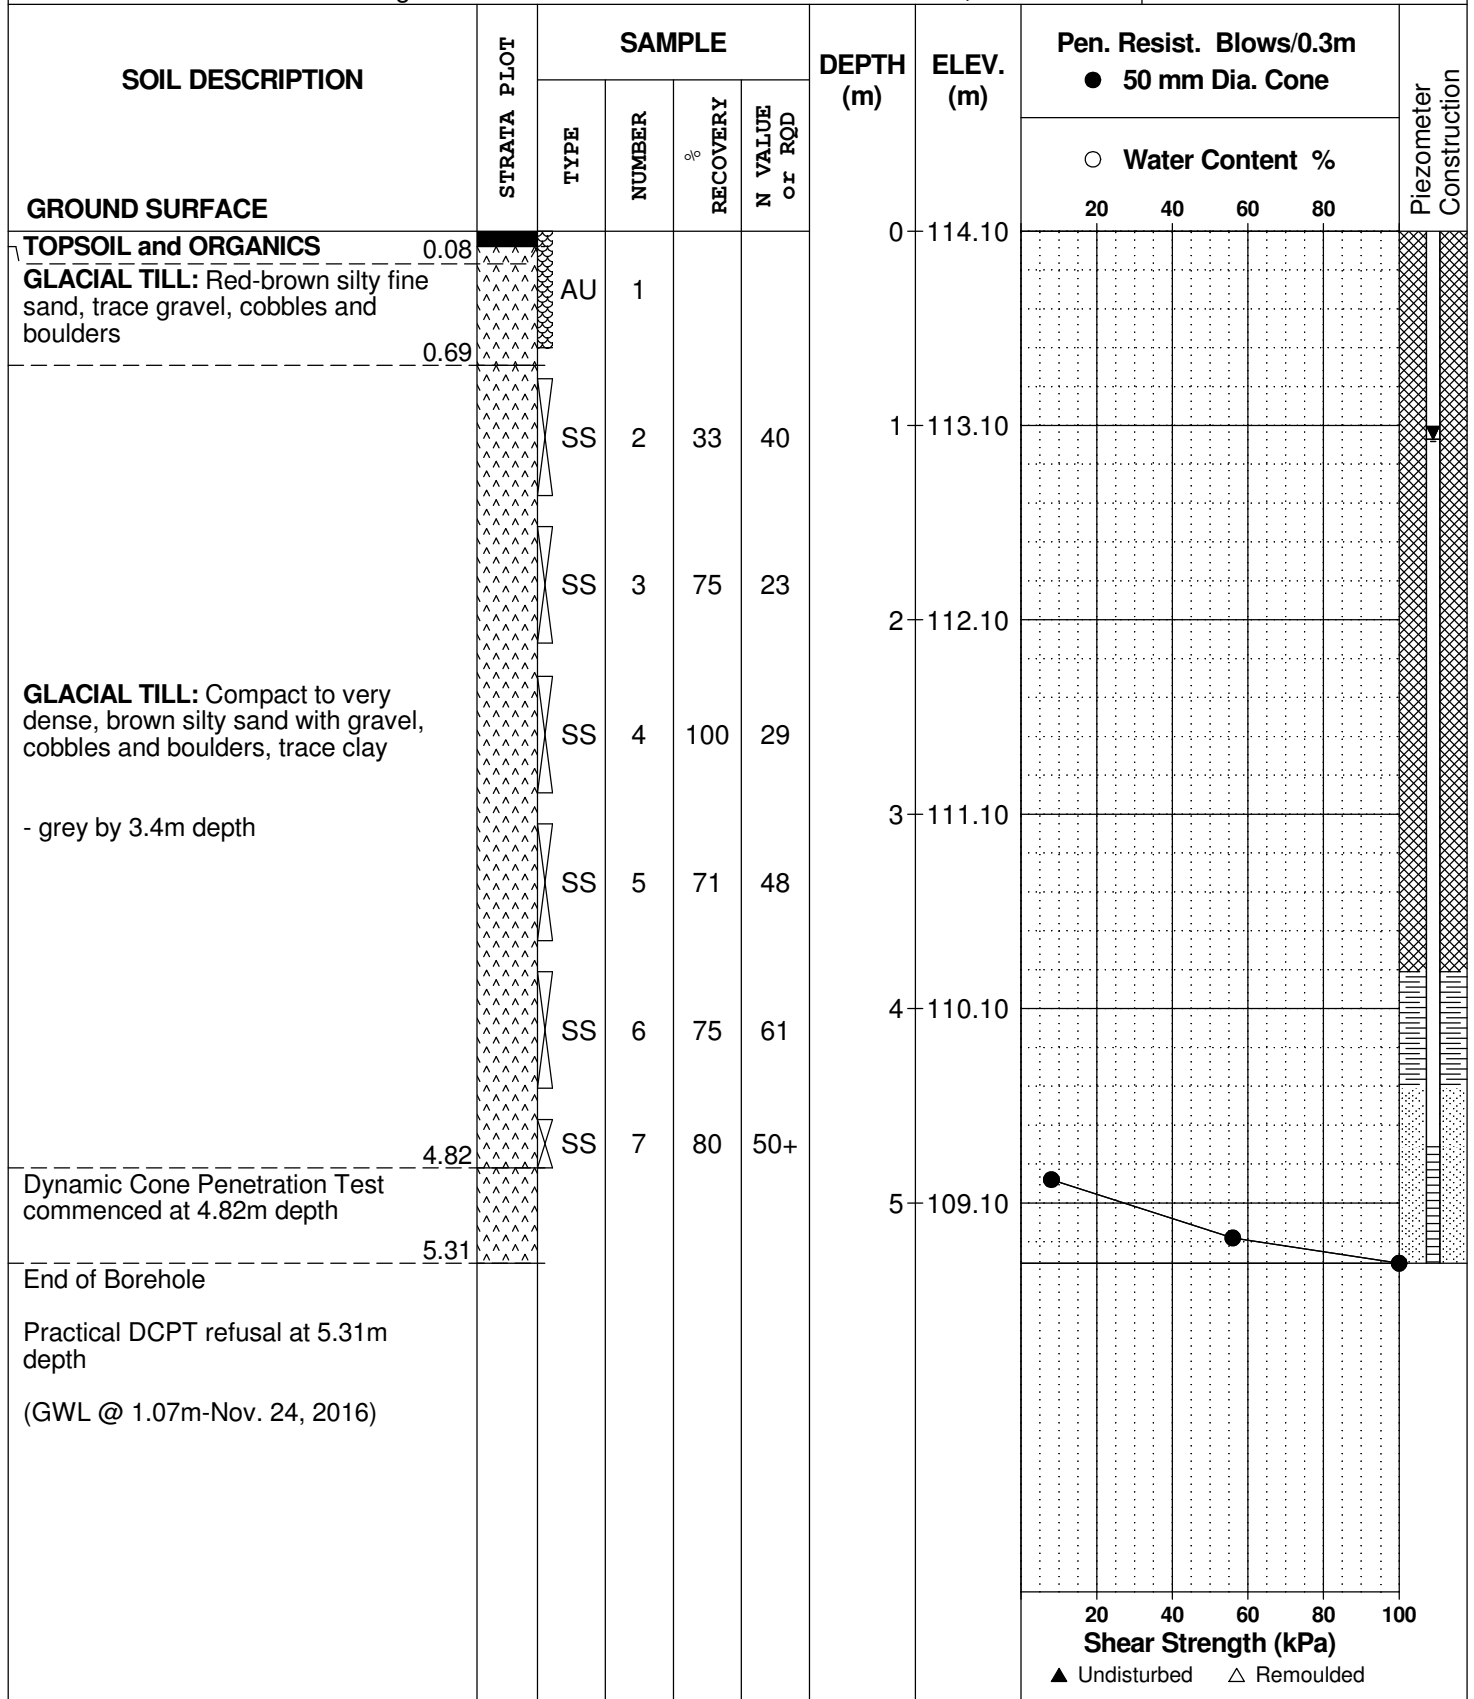 SOIL DESCRIPTION
GROUND SURFACE
STRATA PLOT
SAMPLE
TYPE
NUMBER
% RECOVERY
N VALUE or RQD
DEPTH (m)
ELEV. (m)
Pen. Resist. Blows/0.3m
● 50 mm Dia. Cone
○ Water Content %
20 40 60 80
Piezometer Construction
TOPSOIL and ORGANICS 0.08
GLACIAL TILL: Red-brown silty fine
sand, trace gravel, cobbles and
boulders
0.69
AU 1
SS 2 33 40
SS 3 75 23
SS 4 100 29
SS 5 71 48
SS 6 75 61
SS 7 80 50+
GLACIAL TILL: Compact to very
dense, brown silty sand with gravel,
cobbles and boulders, trace clay
- grey by 3.4m depth
4.82
Dynamic Cone Penetration Test
commenced at 4.82m depth
5.31
End of Borehole
Practical DCPT refusal at 5.31m
depth
(GWL @ 1.07m-Nov. 24, 2016)
0 114.10
1 113.10
2 112.10
3 111.10
4 110.10
5 109.10
20 40 60 80 100
Shear Strength (kPa)
▲ Undisturbed △ Remoulded